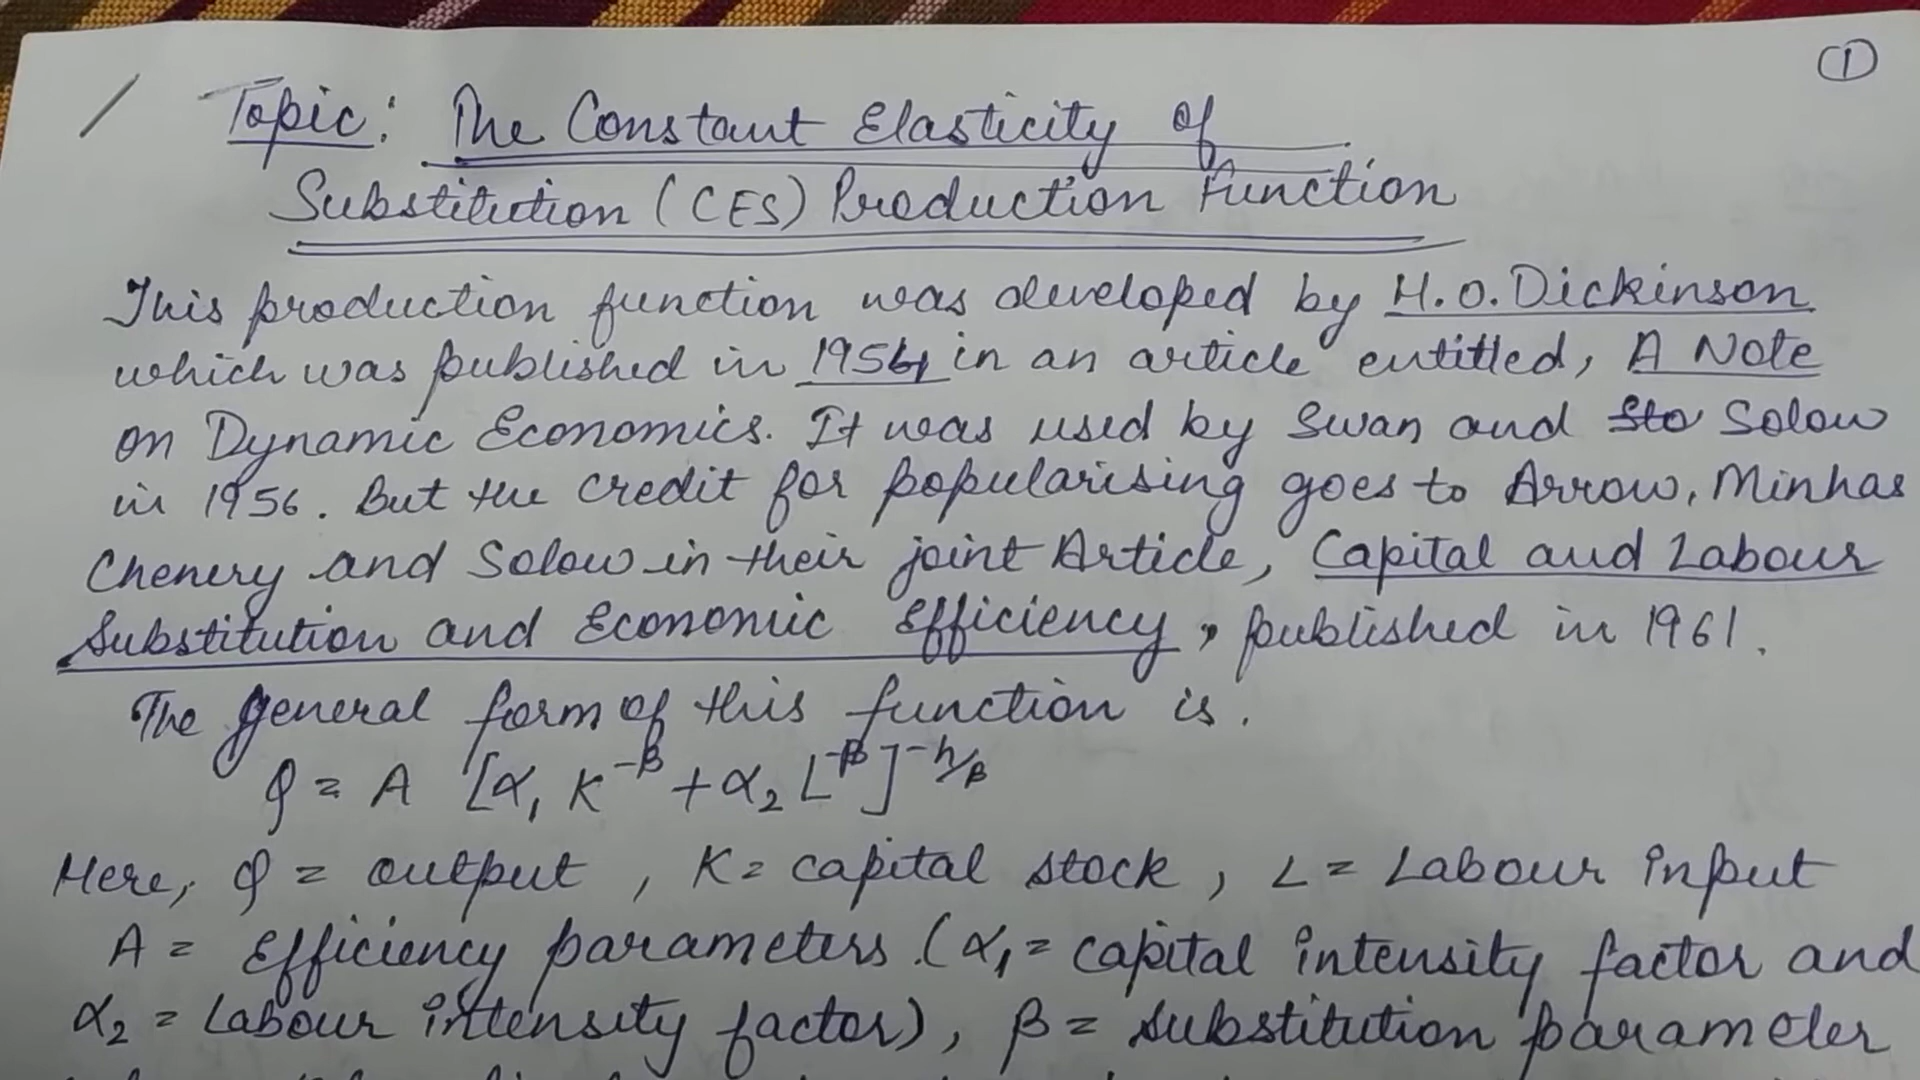 ①
Topic: The Constant Elasticity of
Substitution (CES) Production Function
This production function was developed by H.O. Dickinson
which was published in 1954 in an article entitled, A Note
on Dynamic Economics. It was used by Swan and Sto Solow
in 1956. But the credit for popularising goes to Arrow, Minhas
Chenery and Solow in their joint Article, Capital and Labour
Substitution and Economic Efficiency, published in 1961.
The general form of this function is.
Q = A [α₁ K^-β + α₂ L^-β]^-h/β
Here, Q = output, K = capital stock, L = Labour input
A = Efficiency parameters. (α₁ = capital intensity factor and
α₂ = Labour intensity factor), β = substitution parameter